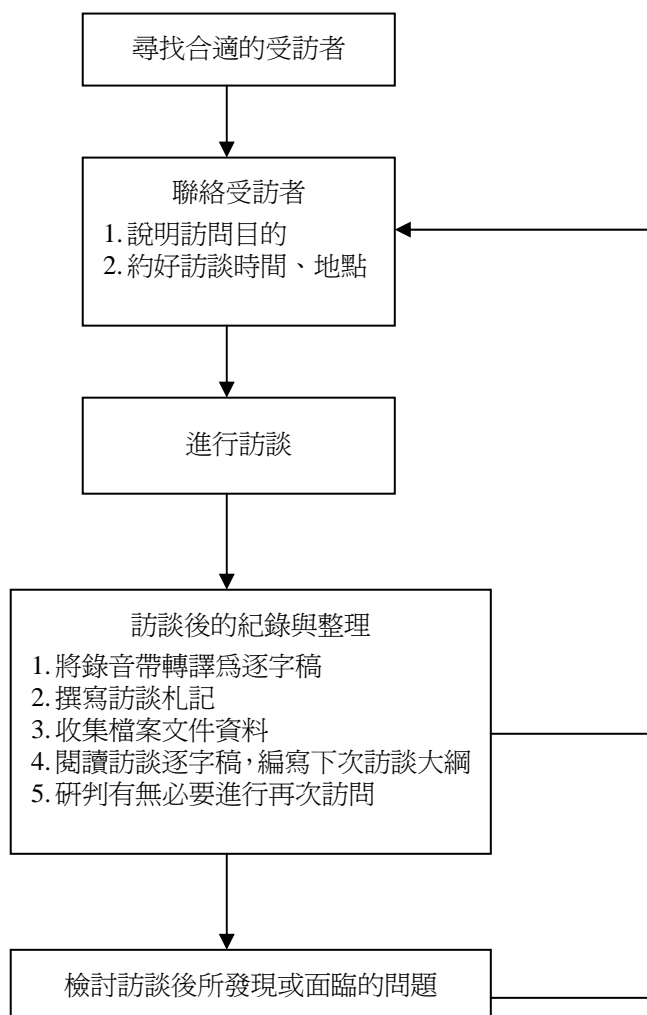 尋找合適的受訪者
聯絡受訪者
1. 說明訪問目的
2. 約好訪談時間、地點
進行訪談
訪談後的紀錄與整理
1. 將錄音帶轉譯為逐字稿
2. 撰寫訪談札記
3. 收集檔案文件資料
4. 閱讀訪談逐字稿，編寫下次訪談大綱
5. 研判有無必要進行再次訪問
檢討訪談後所發現或面臨的問題